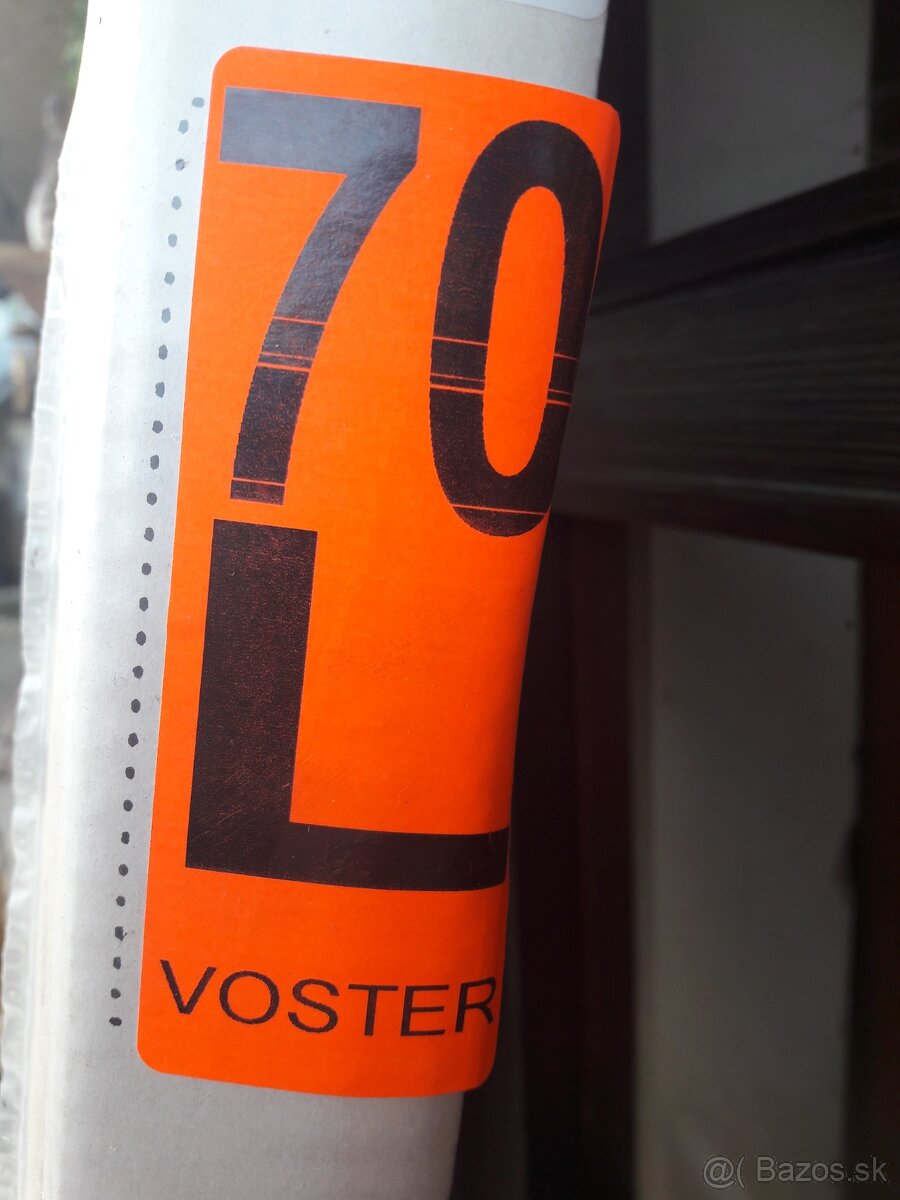 70
L
VOSTER
@( Bazos.sk